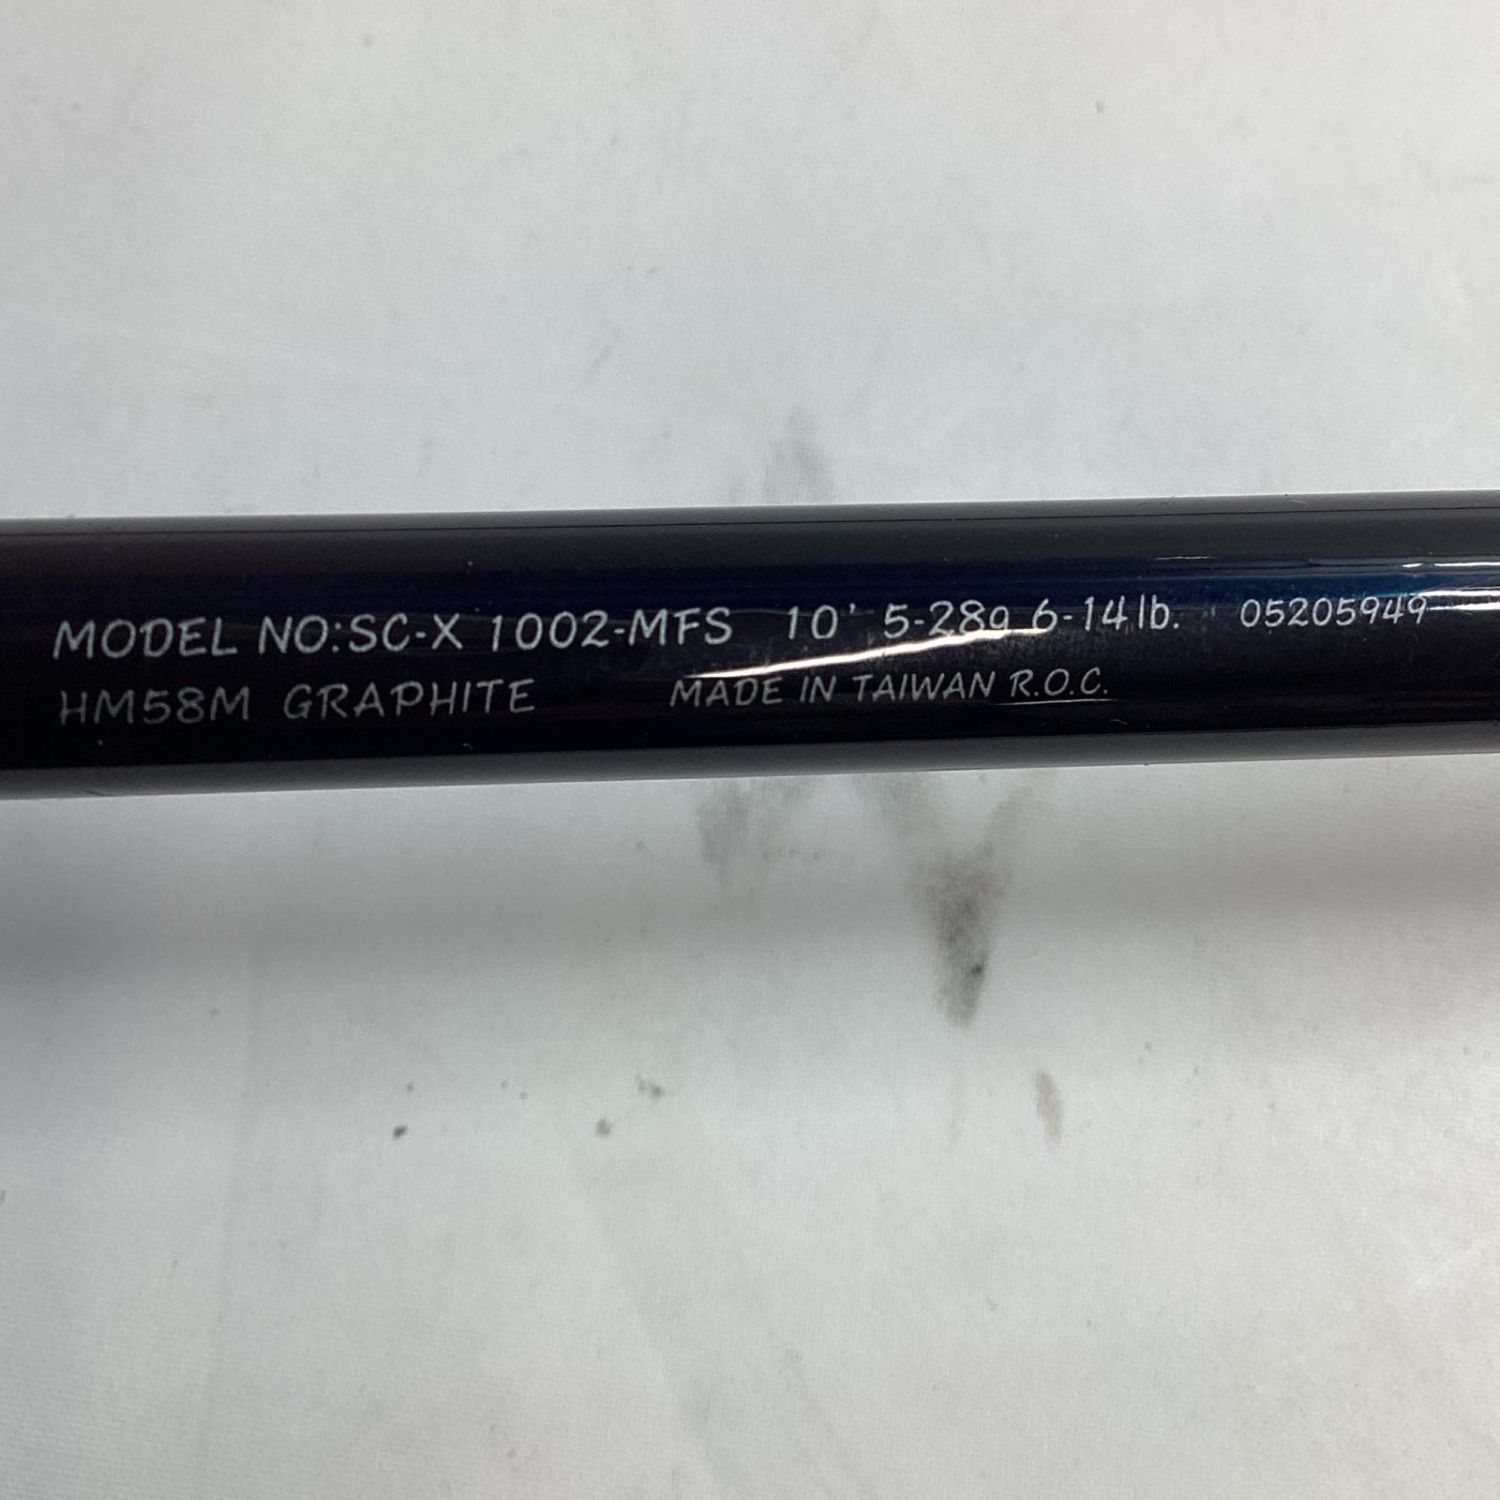 MODEL NO:SC-X 1002-MFS 10' 5-28g 6-14lb. 05205949
HM58M GRAPHITE MADE IN TAIWAN R.O.C.